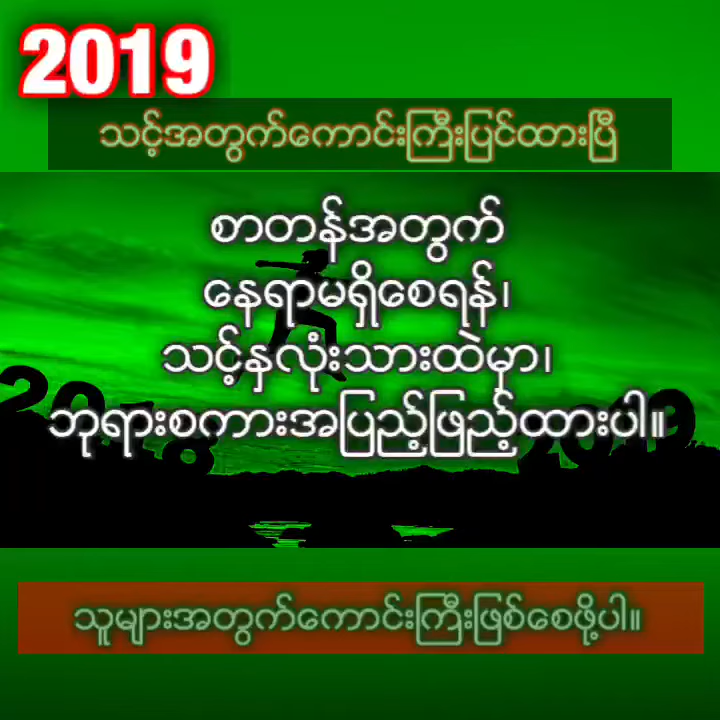 2019
သင့်အတွက်ကောင်းကြီးပြင်ထားပြီ
စာတန်အတွက်
နေရာမရှိစေရန်၊
သင့်နှလုံးသားထဲမှာ၊
ဘုရားစကားအပြည့်ဖြည့်ထားပါ။
2018 2019
သူများအတွက်ကောင်းကြီးဖြစ်စေဖို့ပါ။